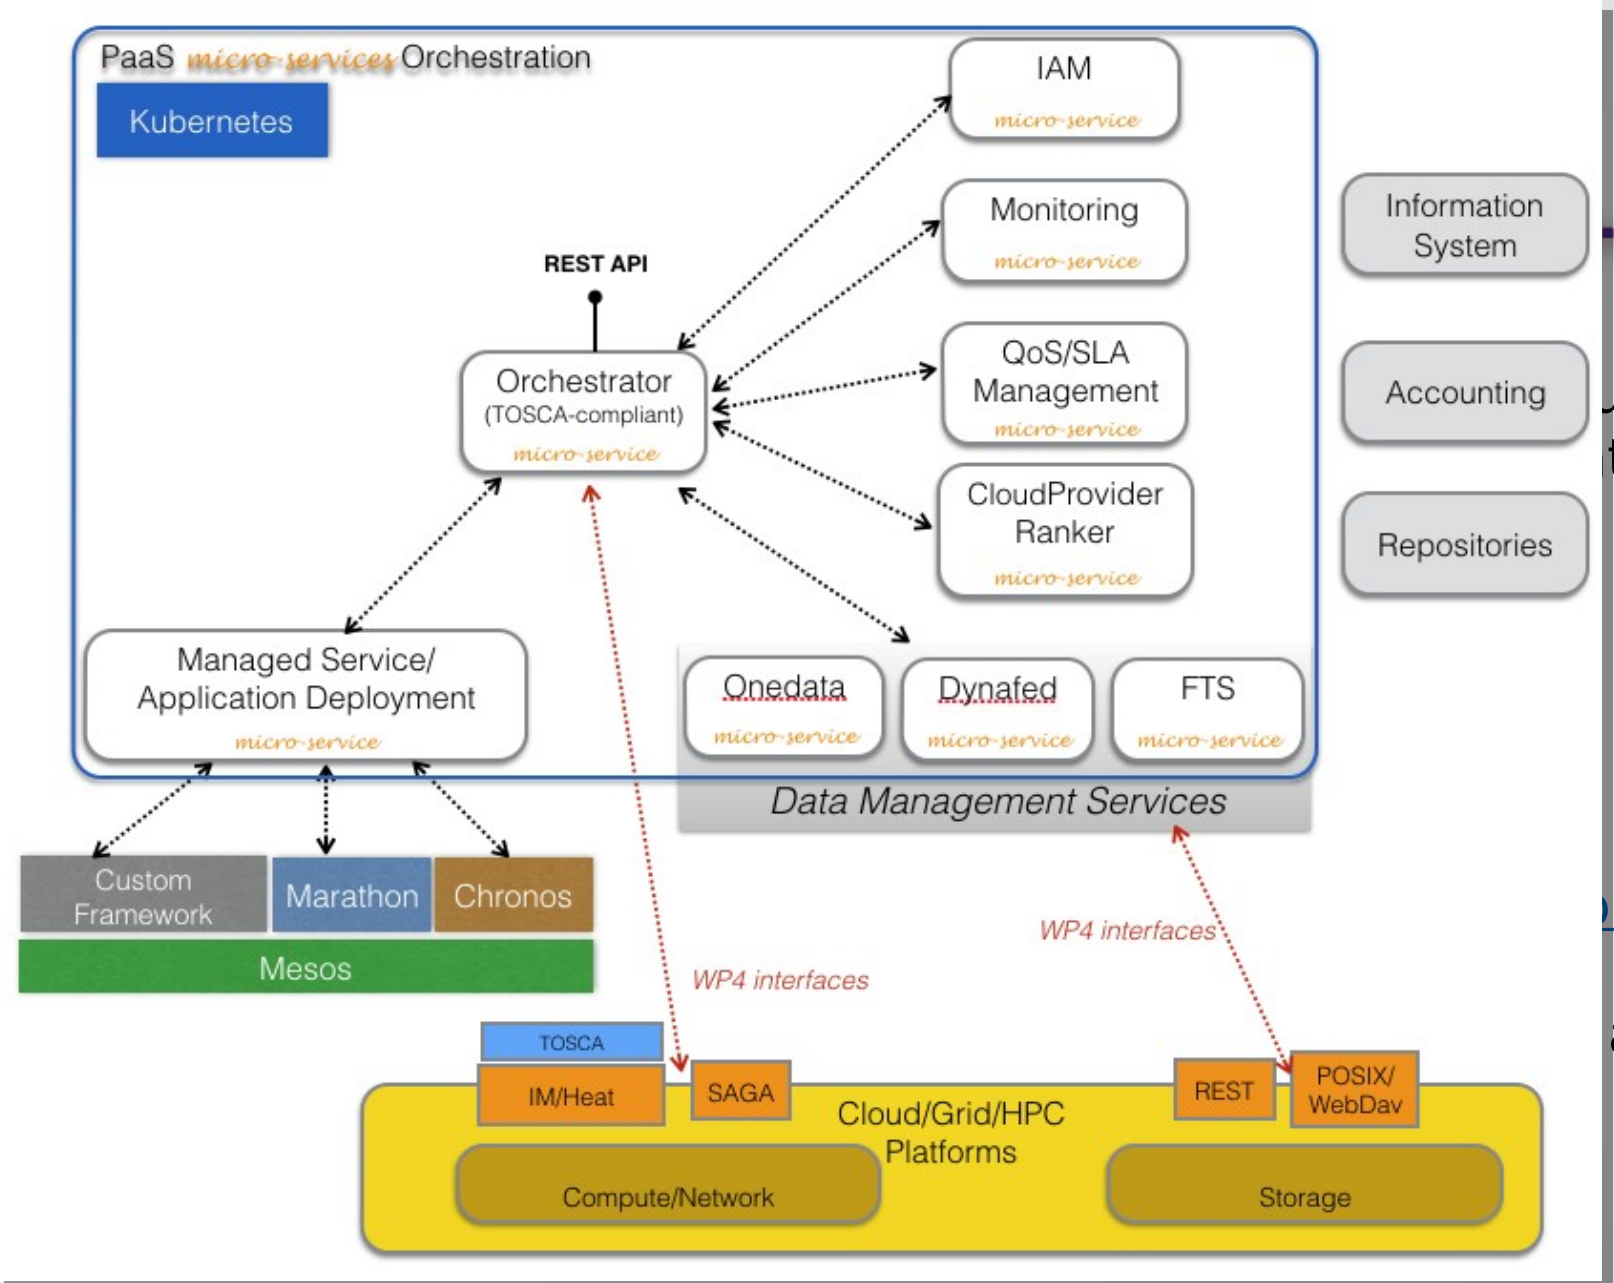 PaaS micro-services Orchestration
Kubernetes
IAM
micro-service
Monitoring
micro-service
Information
System
REST API
Orchestrator
(TOSCA-compliant)
micro-service
QoS/SLA
Management
micro-service
Accounting
CloudProvider
Ranker
micro-service
Repositories
Managed Service/
Application Deployment
micro-service
Onedata
micro-service
Dynafed
micro-service
FTS
micro-service
Data Management Services
Custom
Framework
Marathon
Chronos
Mesos
WP4 interfaces
WP4 interfaces
TOSCA
IM/Heat
SAGA
REST
POSIX/
WebDav
Cloud/Grid/HPC
Platforms
Compute/Network
Storage